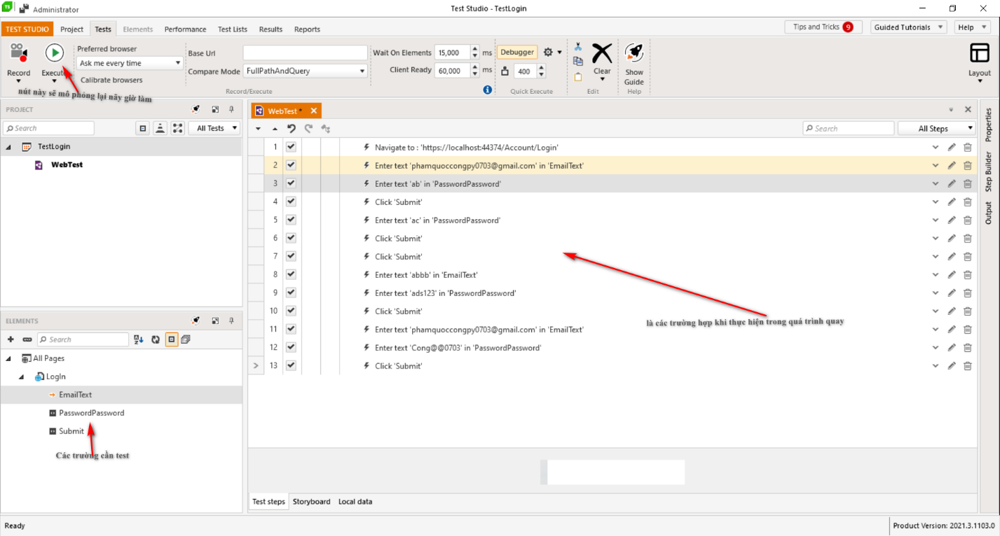 TS Administrator
Test Studio - TestLogin
TEST STUDIO Project Tests Elements Performance Test Lists Results Reports
Tips and Tricks 9 Guided Tutorials Help
Record
Execute
Preferred browser
Ask me every time
Calibrate browsers
Base Url
Compare Mode FullPathAndQuery
Record/Execute
Wait On Elements 15,000 ms
Client Ready 60,000 ms
Debugger
400
Quick Execute
Clear
Edit
Show
Guide
Help
Layout
nút này sẽ mô phỏng lại nãy giờ làm
PROJECT
Search
All Tests
TestLogin
WebTest
ELEMENTS
Search
All Pages
LogIn
EmailText
PasswordPassword
Submit
Các trường cần test
WebTest *
Search
All Steps
1 Navigate to : 'https://localhost:44374/Account/Login'
2 Enter text 'phamquoccongpy0703@gmail.com' in 'EmailText'
3 Enter text 'ab' in 'PasswordPassword'
4 Click 'Submit'
5 Enter text 'ac' in 'PasswordPassword'
6 Click 'Submit'
7 Click 'Submit'
8 Enter text 'abbb' in 'EmailText'
9 Enter text 'ads123' in 'PasswordPassword'
10 Click 'Submit'
11 Enter text 'phamquoccongpy0703@gmail.com' in 'EmailText'
12 Enter text 'Cong@@0703' in 'PasswordPassword'
13 Click 'Submit'
là các trường hợp khi thực hiện trong quá trình quay
Test steps Storyboard Local data
Properties
Step Builder
Output
Ready
Product Version: 2021.3.1103.0